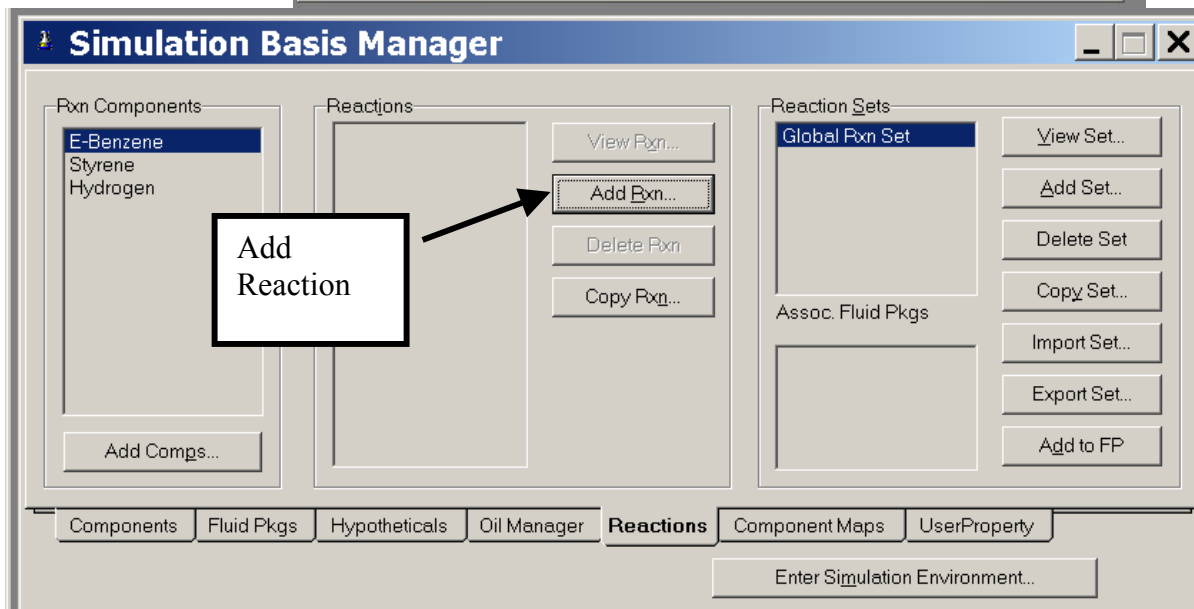 Simulation Basis Manager
Rxn Components
E-Benzene
Styrene
Hydrogen
Add Comps...
Reactions
View Rxn...
Add Rxn...
Delete Rxn
Copy Rxn...
Add
Reaction
Reaction Sets
Global Rxn Set
Assoc. Fluid Pkgs
View Set...
Add Set...
Delete Set
Copy Set...
Import Set...
Export Set...
Add to FP
Components Fluid Pkgs Hypotheticals Oil Manager Reactions Component Maps UserProperty
Enter Simulation Environment...